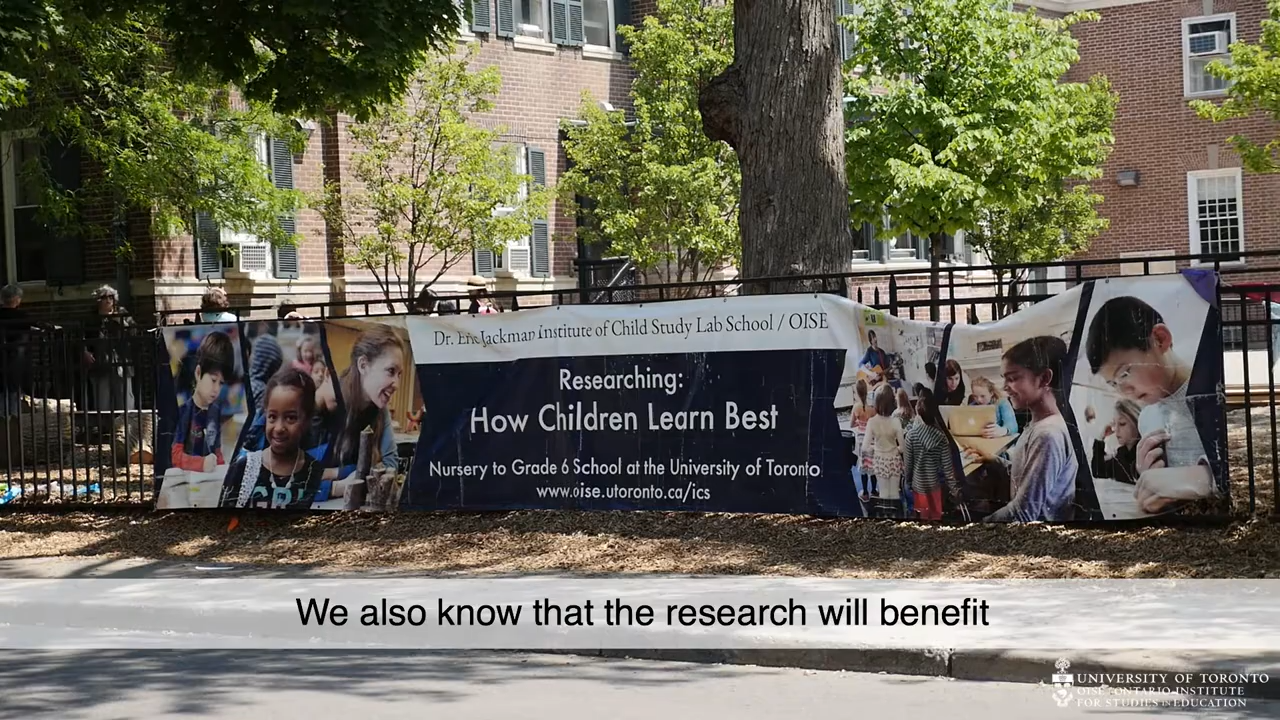 Dr. Eric Jackman Institute of Child Study Lab School / OISE
Researching:
How Children Learn Best
Nursery to Grade 6 School at the University of Toronto
www.oise.utoronto.ca/ics
We also know that the research will benefit
UNIVERSITY OF TORONTO
OISE | ONTARIO INSTITUTE
FOR STUDIES IN EDUCATION